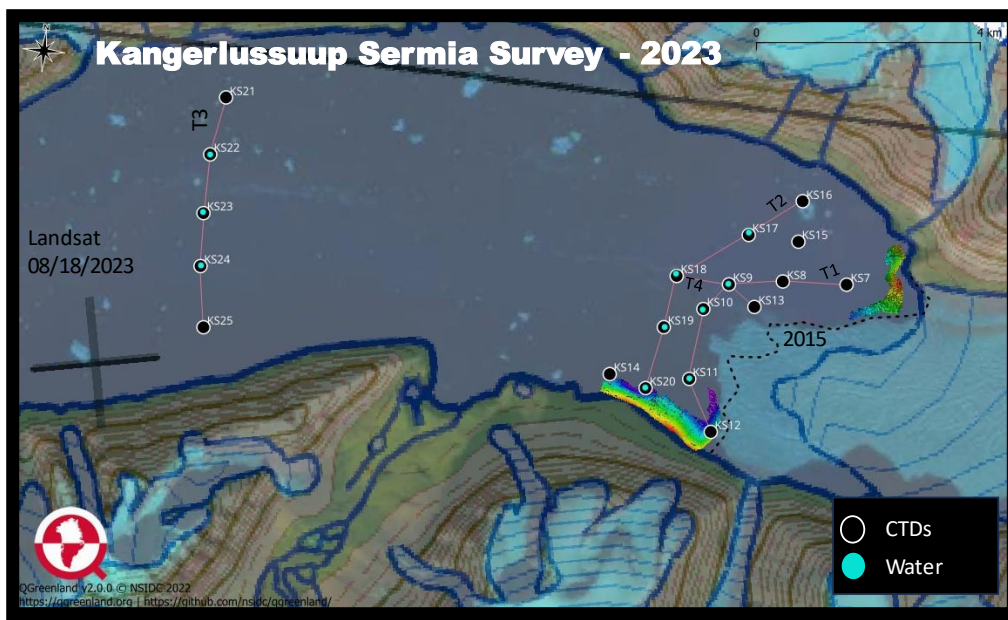 Kangerlussuup Sermia Survey - 2023
N
0
4 km
KS21
T3
KS22
KS23
KS24
KS25
Landsat
08/18/2023
KS16
T2
KS17
KS15
KS18
T4
KS9
KS8
T1
KS7
KS10
KS13
KS19
2015
KS14
KS20
KS11
KS12
CTDs
Water
QGreenland v2.0.0 © NSIDC 2022
https://qgreenland.org | https://github.com/nsidc/qgreenland/